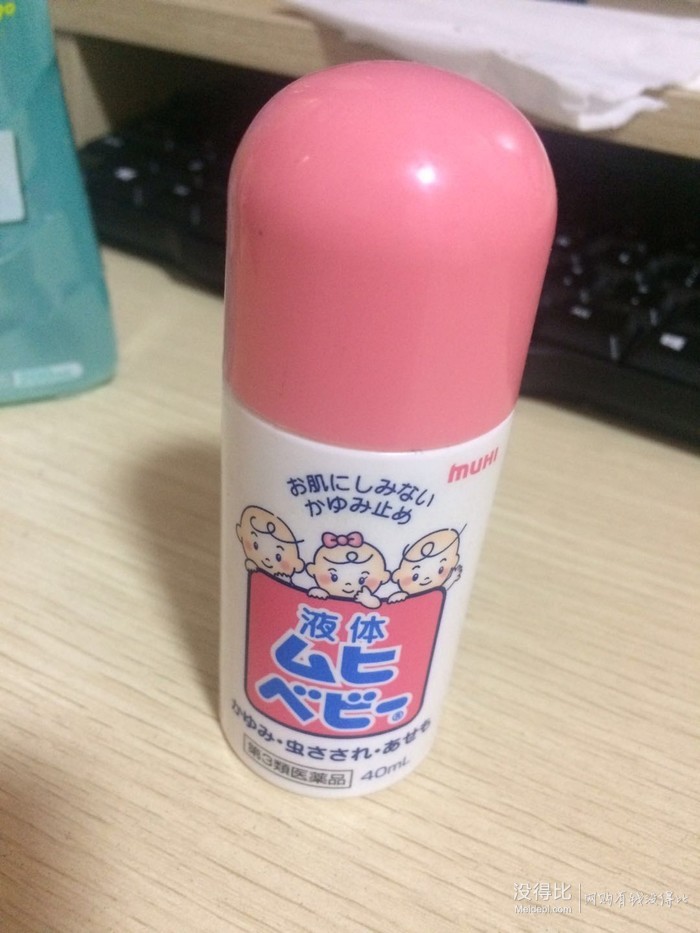 muHI
お肌にしみない
かゆみ止め
液体
ムヒ
ベビー®
かゆみ・虫さされ・あせも
第3類医薬品 40mL
没得比
Meidebi.com